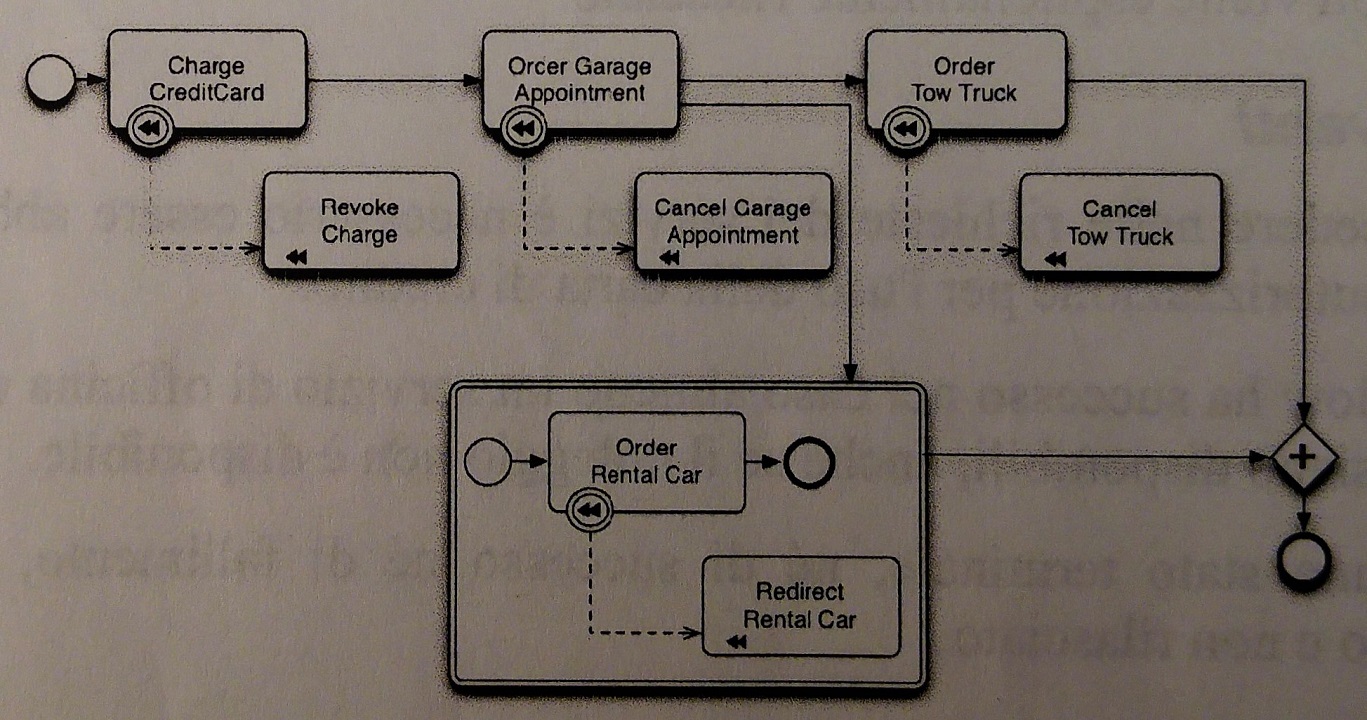 Charge
CreditCard
Orcer Garage
Appointment
Order
Tow Truck
Revoke
Charge
Cancel Garage
Appointment
Cancel
Tow Truck
Order
Rental Car
Redirect
Rental Car